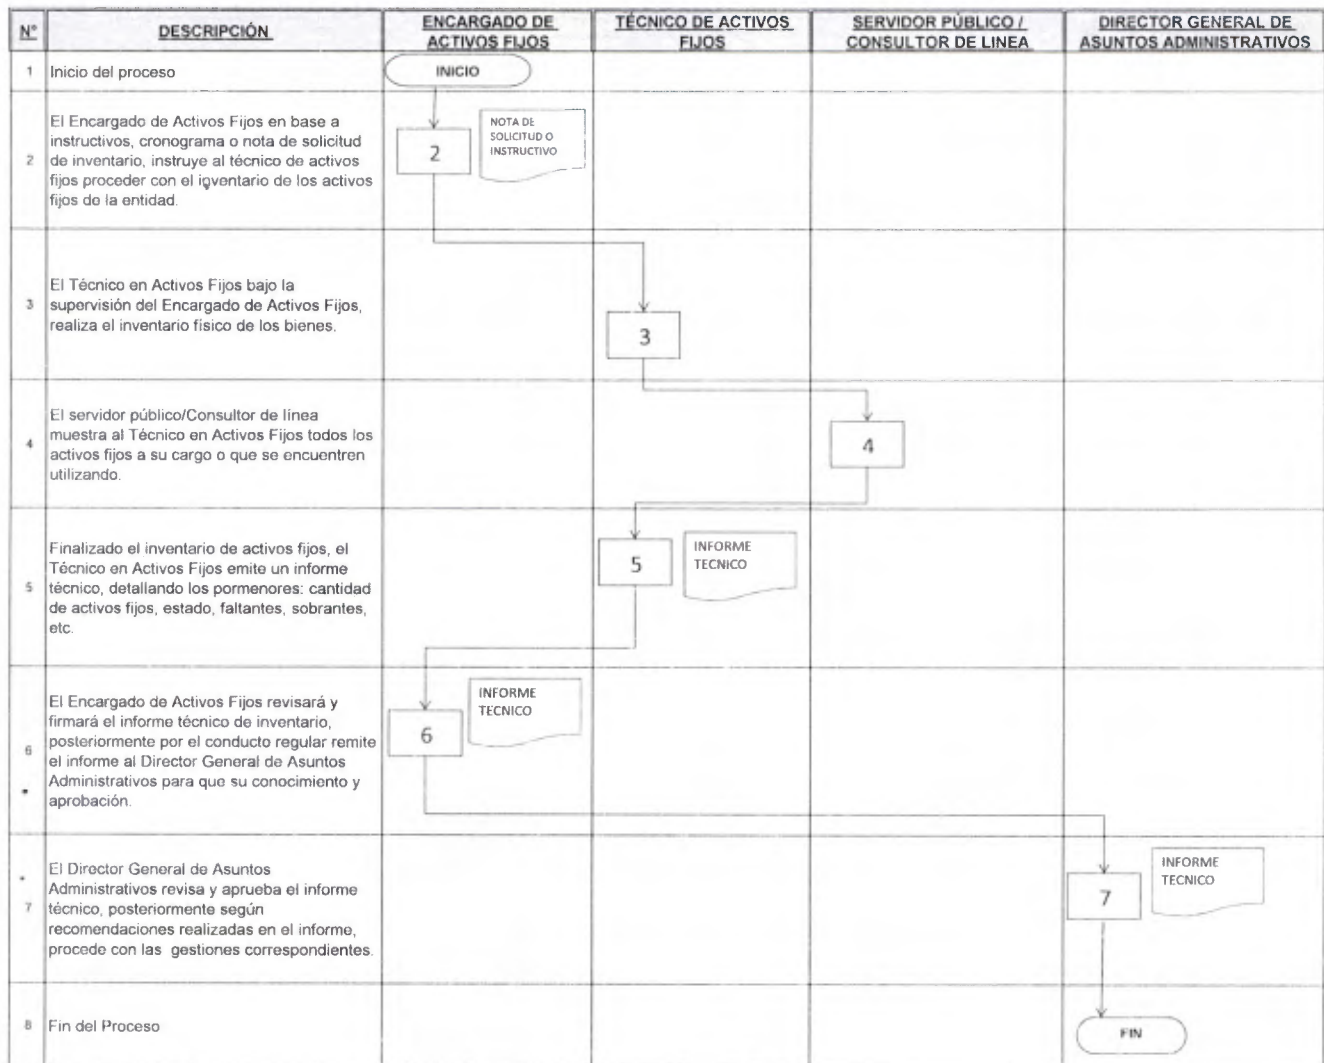 N°
DESCRIPCIÓN
ENCARGADO DE
ACTIVOS FIJOS
TÉCNICO DE ACTIVOS
FIJOS
SERVIDOR PÚBLICO /
CONSULTOR DE LINEA
DIRECTOR GENERAL DE
ASUNTOS ADMINISTRATIVOS
1
Inicio del proceso
INICIO
2
El Encargado de Activos Fijos en base a
instructivos, cronograma o nota de solicitud
de inventario, instruye al técnico de activos
fijos proceder con el inventario de los activos
fijos de la entidad.
2
NOTA DE
SOLICITUD O
INSTRUCTIVO
3
El Técnico en Activos Fijos bajo la
supervisión del Encargado de Activos Fijos,
realiza el inventario físico de los bienes.
3
4
El servidor público/Consultor de línea
muestra al Técnico en Activos Fijos todos los
activos fijos a su cargo o que se encuentren
utilizando.
4
5
Finalizado el inventario de activos fijos, el
Técnico en Activos Fijos emite un informe
técnico, detallando los pormenores: cantidad
de activos fijos, estado, faltantes, sobrantes,
etc.
5
INFORME
TECNICO
6
El Encargado de Activos Fijos revisará y
firmará el informe técnico de inventario,
posteriormente por el conducto regular remite
el informe al Director General de Asuntos
Administrativos para que su conocimiento y
aprobación.
6
INFORME
TECNICO
7
El Director General de Asuntos
Administrativos revisa y aprueba el informe
técnico, posteriormente según
recomendaciones realizadas en el informe,
procede con las gestiones correspondientes.
7
INFORME
TECNICO
8
Fin del Proceso
FIN